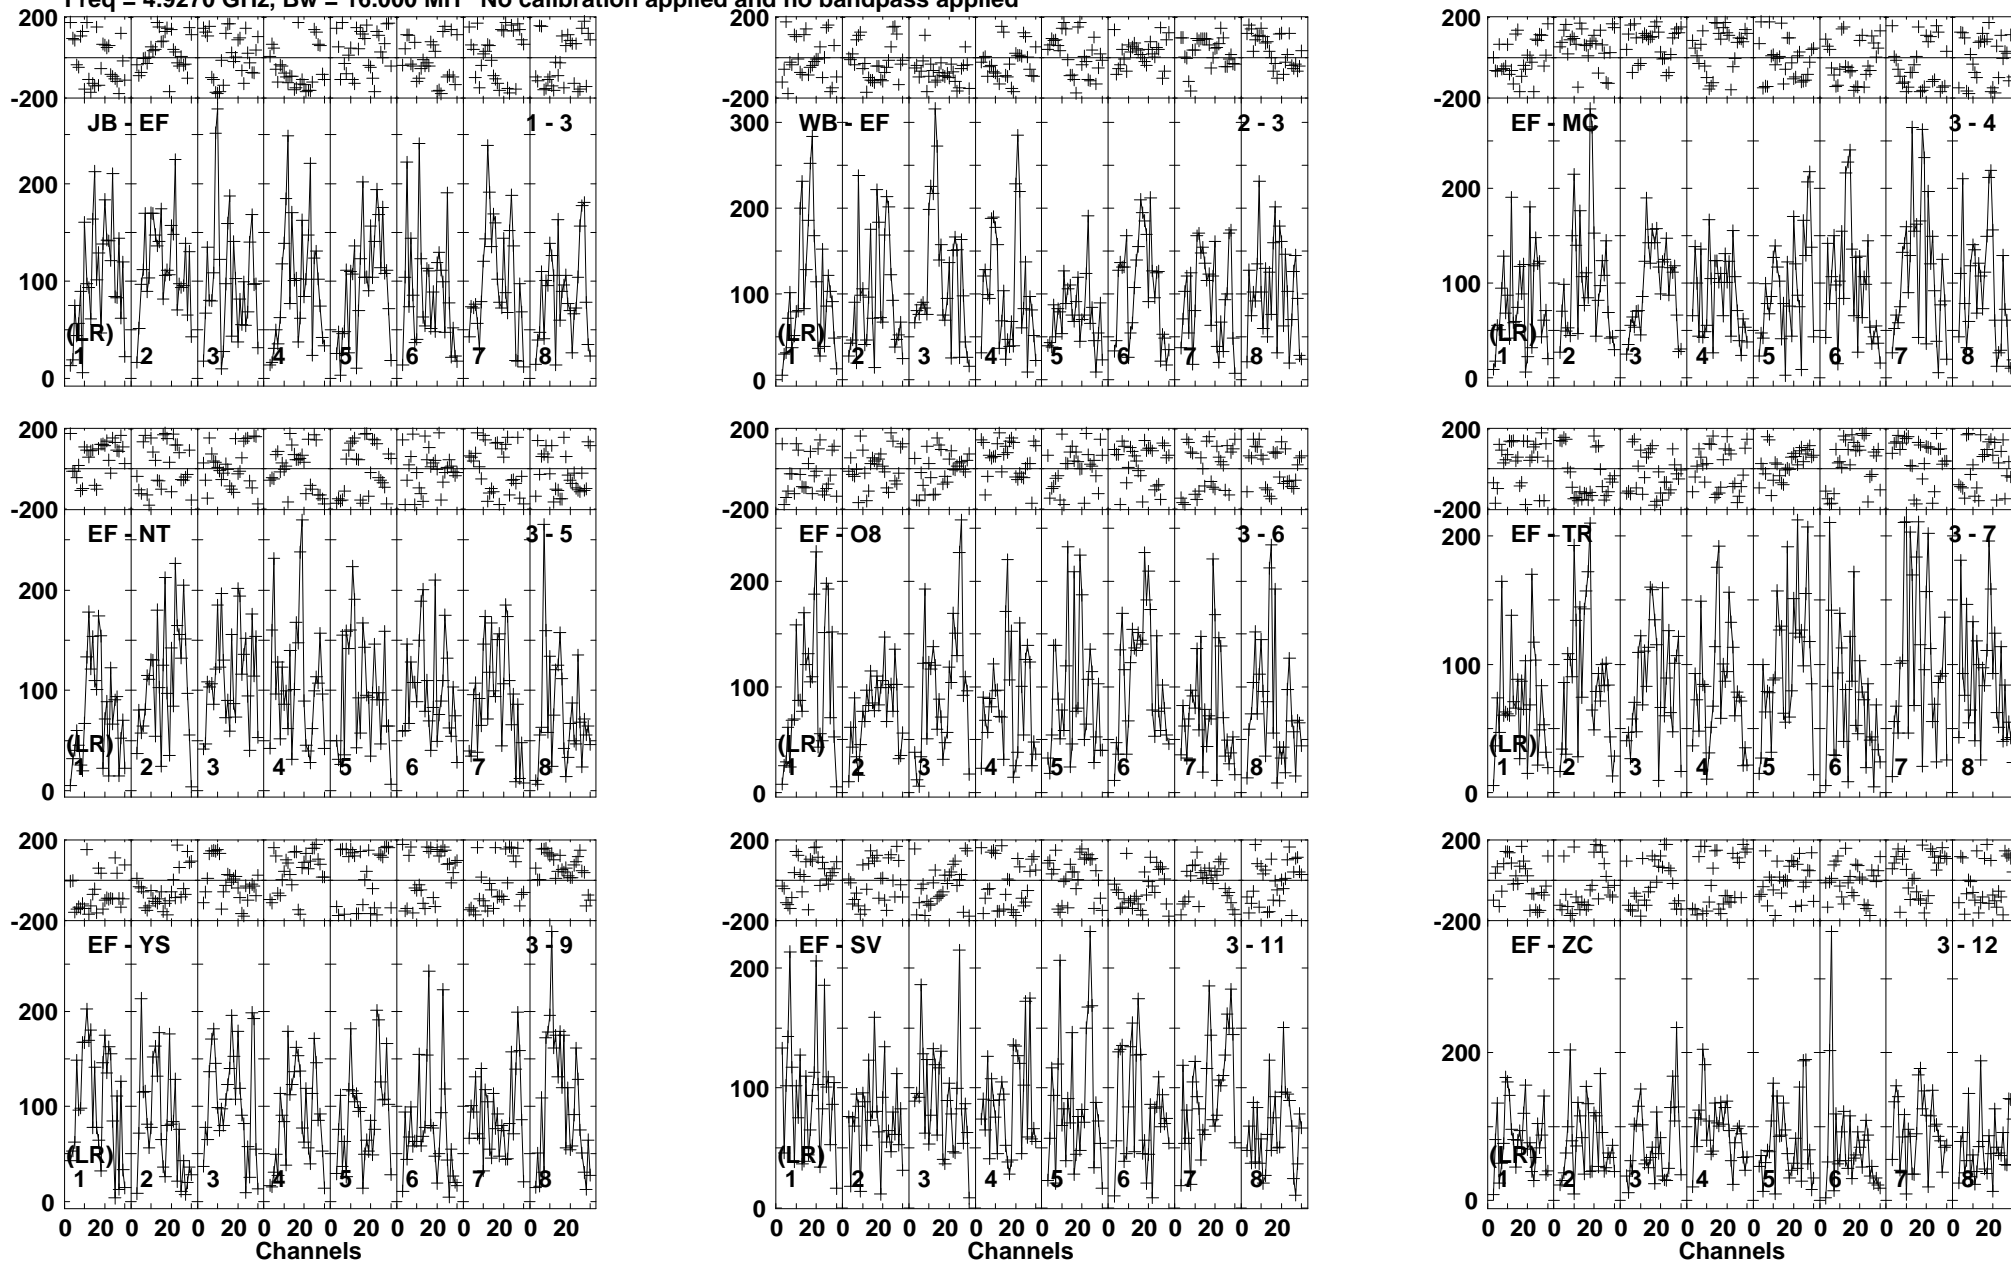 Freq = 4.9270 GHz, Bw = 16.000 MH No calibration applied and no bandpass applied
200 200 200
-200 -200 -200
JB - EF 1 - 3
300 WB - EF 2 - 3
EF - MC 3 - 4
200 200 200
100 100 100
(LR) (LR) (LR)
1 2 3 4 5 6 7 8
1 2 3 4 5 6 7 8
1 2 3 4 5 6 7 8
0 0 0
200 200 200
-200 -200 -200
EF - NT 3 - 5
EF - O8 3 - 6
EF - TR 3 - 7
200 200 200
100 100 100
(LR) (LR) (LR)
1 2 3 4 5 6 7 8
1 2 3 4 5 6 7 8
1 2 3 4 5 6 7 8
0 0 0
200 200 200
-200 -200 -200
EF - YS 3 - 9
EF - SV 3 - 11
EF - ZC 3 - 12
200 200 200
100 100
(LR) (LR) (LR)
1 2 3 4 5 6 7 8
1 2 3 4 5 6 7 8
1 2 3 4 5 6 7 8
0 0 0
0 20 0 20 0 20 0 20 0 20 0 20 0 20 0 20
0 20 0 20 0 20 0 20 0 20 0 20 0 20 0 20
0 20 0 20 0 20 0 20 0 20 0 20 0 20 0 20
Channels Channels Channels